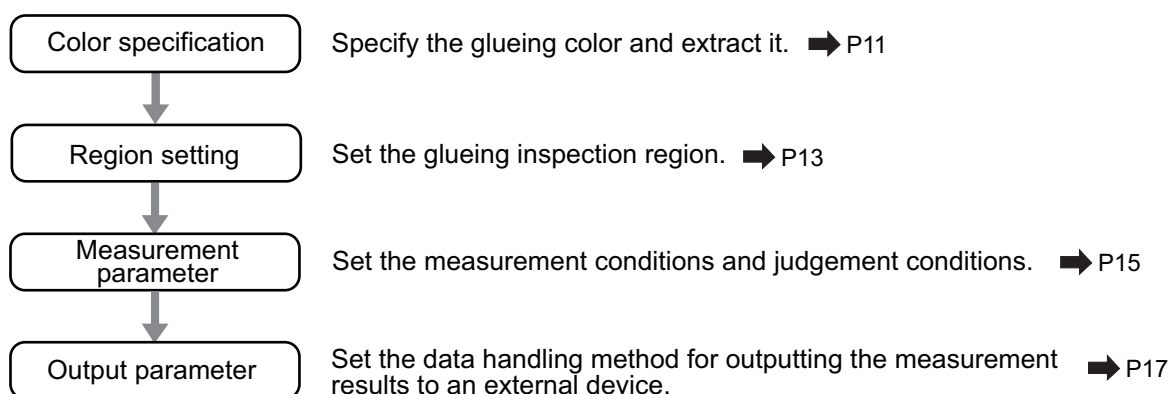 Color specification
Specify the glueing color and extract it. P11
Region setting
Set the glueing inspection region. P13
Measurement
parameter
Set the measurement conditions and judgement conditions. P15
Output parameter
Set the data handling method for outputting the measurement P17
results to an external device.